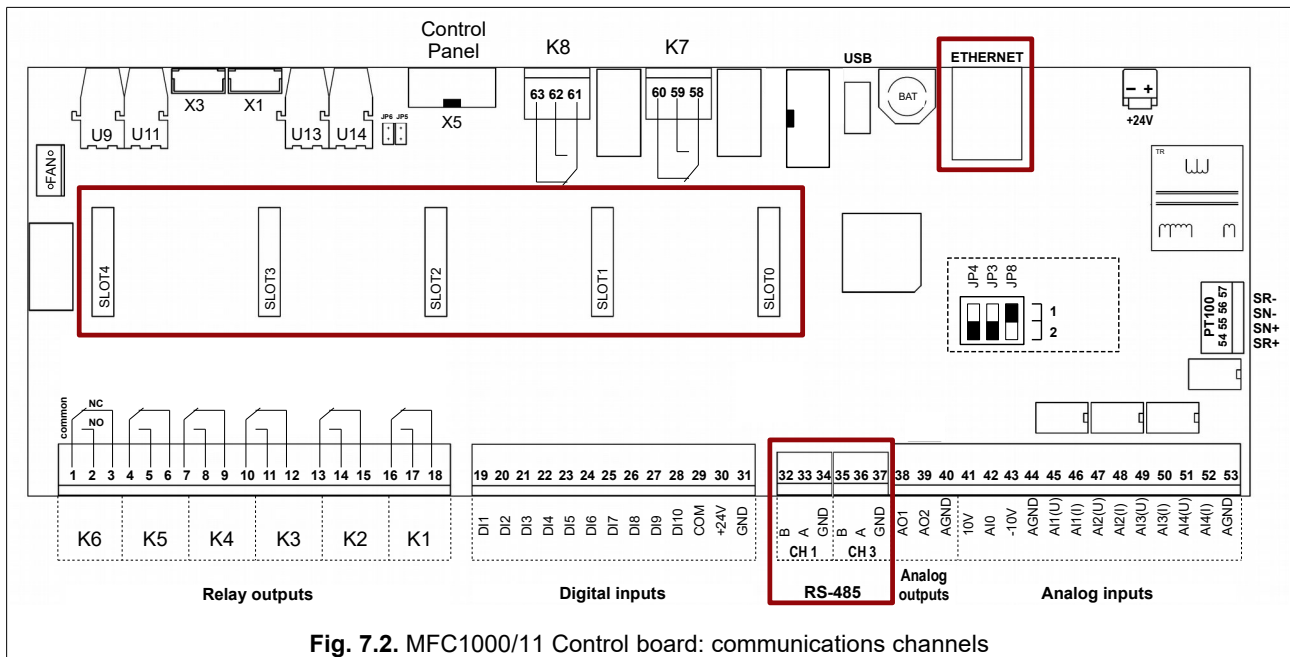 Control
Panel
K8
K7
USB
ETHERNET
X3
X1
X5
U9
U11
U13
U14
JP6
JP5
63 62 61
60 59 58
BAT
- +
+24V
FAN
TR
SLOT4
SLOT3
SLOT2
SLOT1
SLOT0
JP4
JP3
JP8
1
2
PT100
54 55 56 57
SR-
SN-
SN+
SR+
common
NC
NO
1 2 3 4 5 6 7 8 9 10 11 12 13 14 15 16 17 18
19 20 21 22 23 24 25 26 27 28 29 30 31
32 33 34 35 36 37 38 39 40 41 42 43 44 45 46 47 48 49 50 51 52 53
K6 K5 K4 K3 K2 K1
DI1 DI2 DI3 DI4 DI5 DI6 DI7 DI8 DI9 DI10 COM +24V GND
B A GND B A GND
CH 1 CH 3
AO1 AO2 AGND
10V AI0 -10V AGND AI1(U) AI1(I) AI2(U) AI2(I) AI3(U) AI3(I) AI4(U) AI4(I) AGND
Relay outputs
Digital inputs
RS-485
Analog
outputs
Analog inputs
Fig. 7.2. MFC1000/11 Control board: communications channels